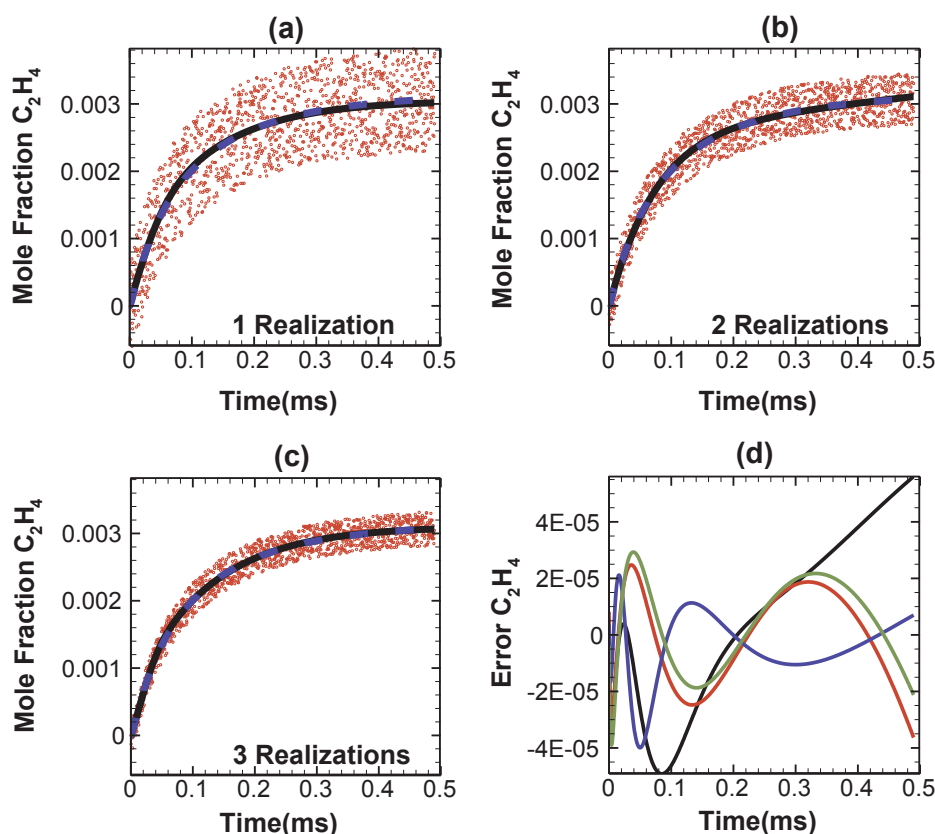 (a)
Mole Fraction C₂H₄
0.003
0.002
0.001
0
1 Realization
0 0.1 0.2 0.3 0.4 0.5
Time(ms)
(b)
Mole Fraction C₂H₄
0.003
0.002
0.001
0
2 Realizations
0 0.1 0.2 0.3 0.4 0.5
Time(ms)
(c)
Mole Fraction C₂H₄
0.003
0.002
0.001
0
3 Realizations
0 0.1 0.2 0.3 0.4 0.5
Time(ms)
(d)
Error C₂H₄
4E-05
2E-05
0
-2E-05
-4E-05
0 0.1 0.2 0.3 0.4 0.5
Time(ms)